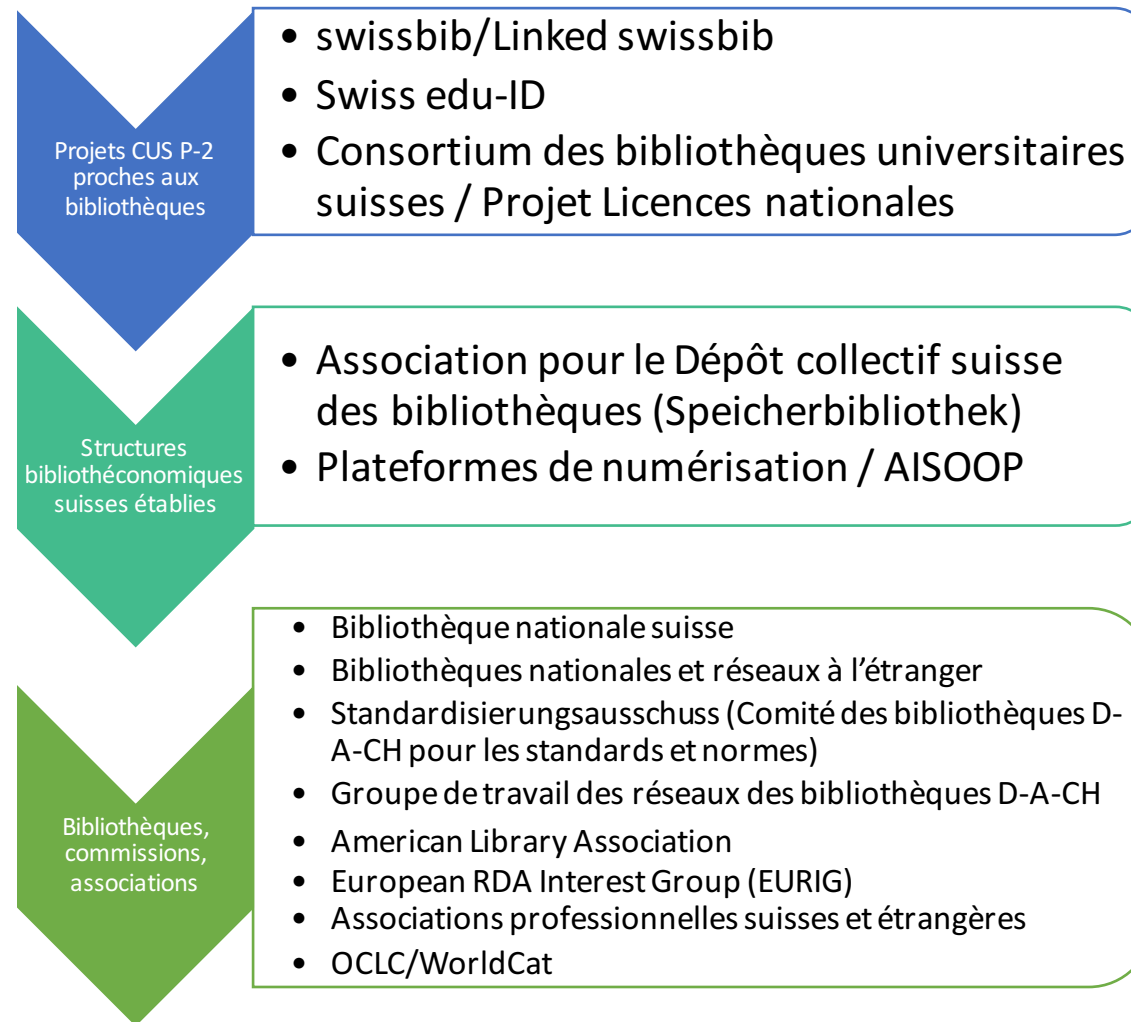 Projets CUS P-2
proches aux
bibliothèques
• swissbib/Linked swissbib
• Swiss edu-ID
• Consortium des bibliothèques universitaires
suisses / Projet Licences nationales
Structures
bibliothéconomiques
suisses établies
• Association pour le Dépôt collectif suisse
des bibliothèques (Speicherbibliothek)
• Plateformes de numérisation / AISOOP
Bibliothèques,
commissions,
associations
• Bibliothèque nationale suisse
• Bibliothèques nationales et réseaux à l’étranger
• Standardisierungsausschuss (Comité des bibliothèques D-
A-CH pour les standards et normes)
• Groupe de travail des réseaux des bibliothèques D-A-CH
• American Library Association
• European RDA Interest Group (EURIG)
• Associations professionnelles suisses et étrangères
• OCLC/WorldCat